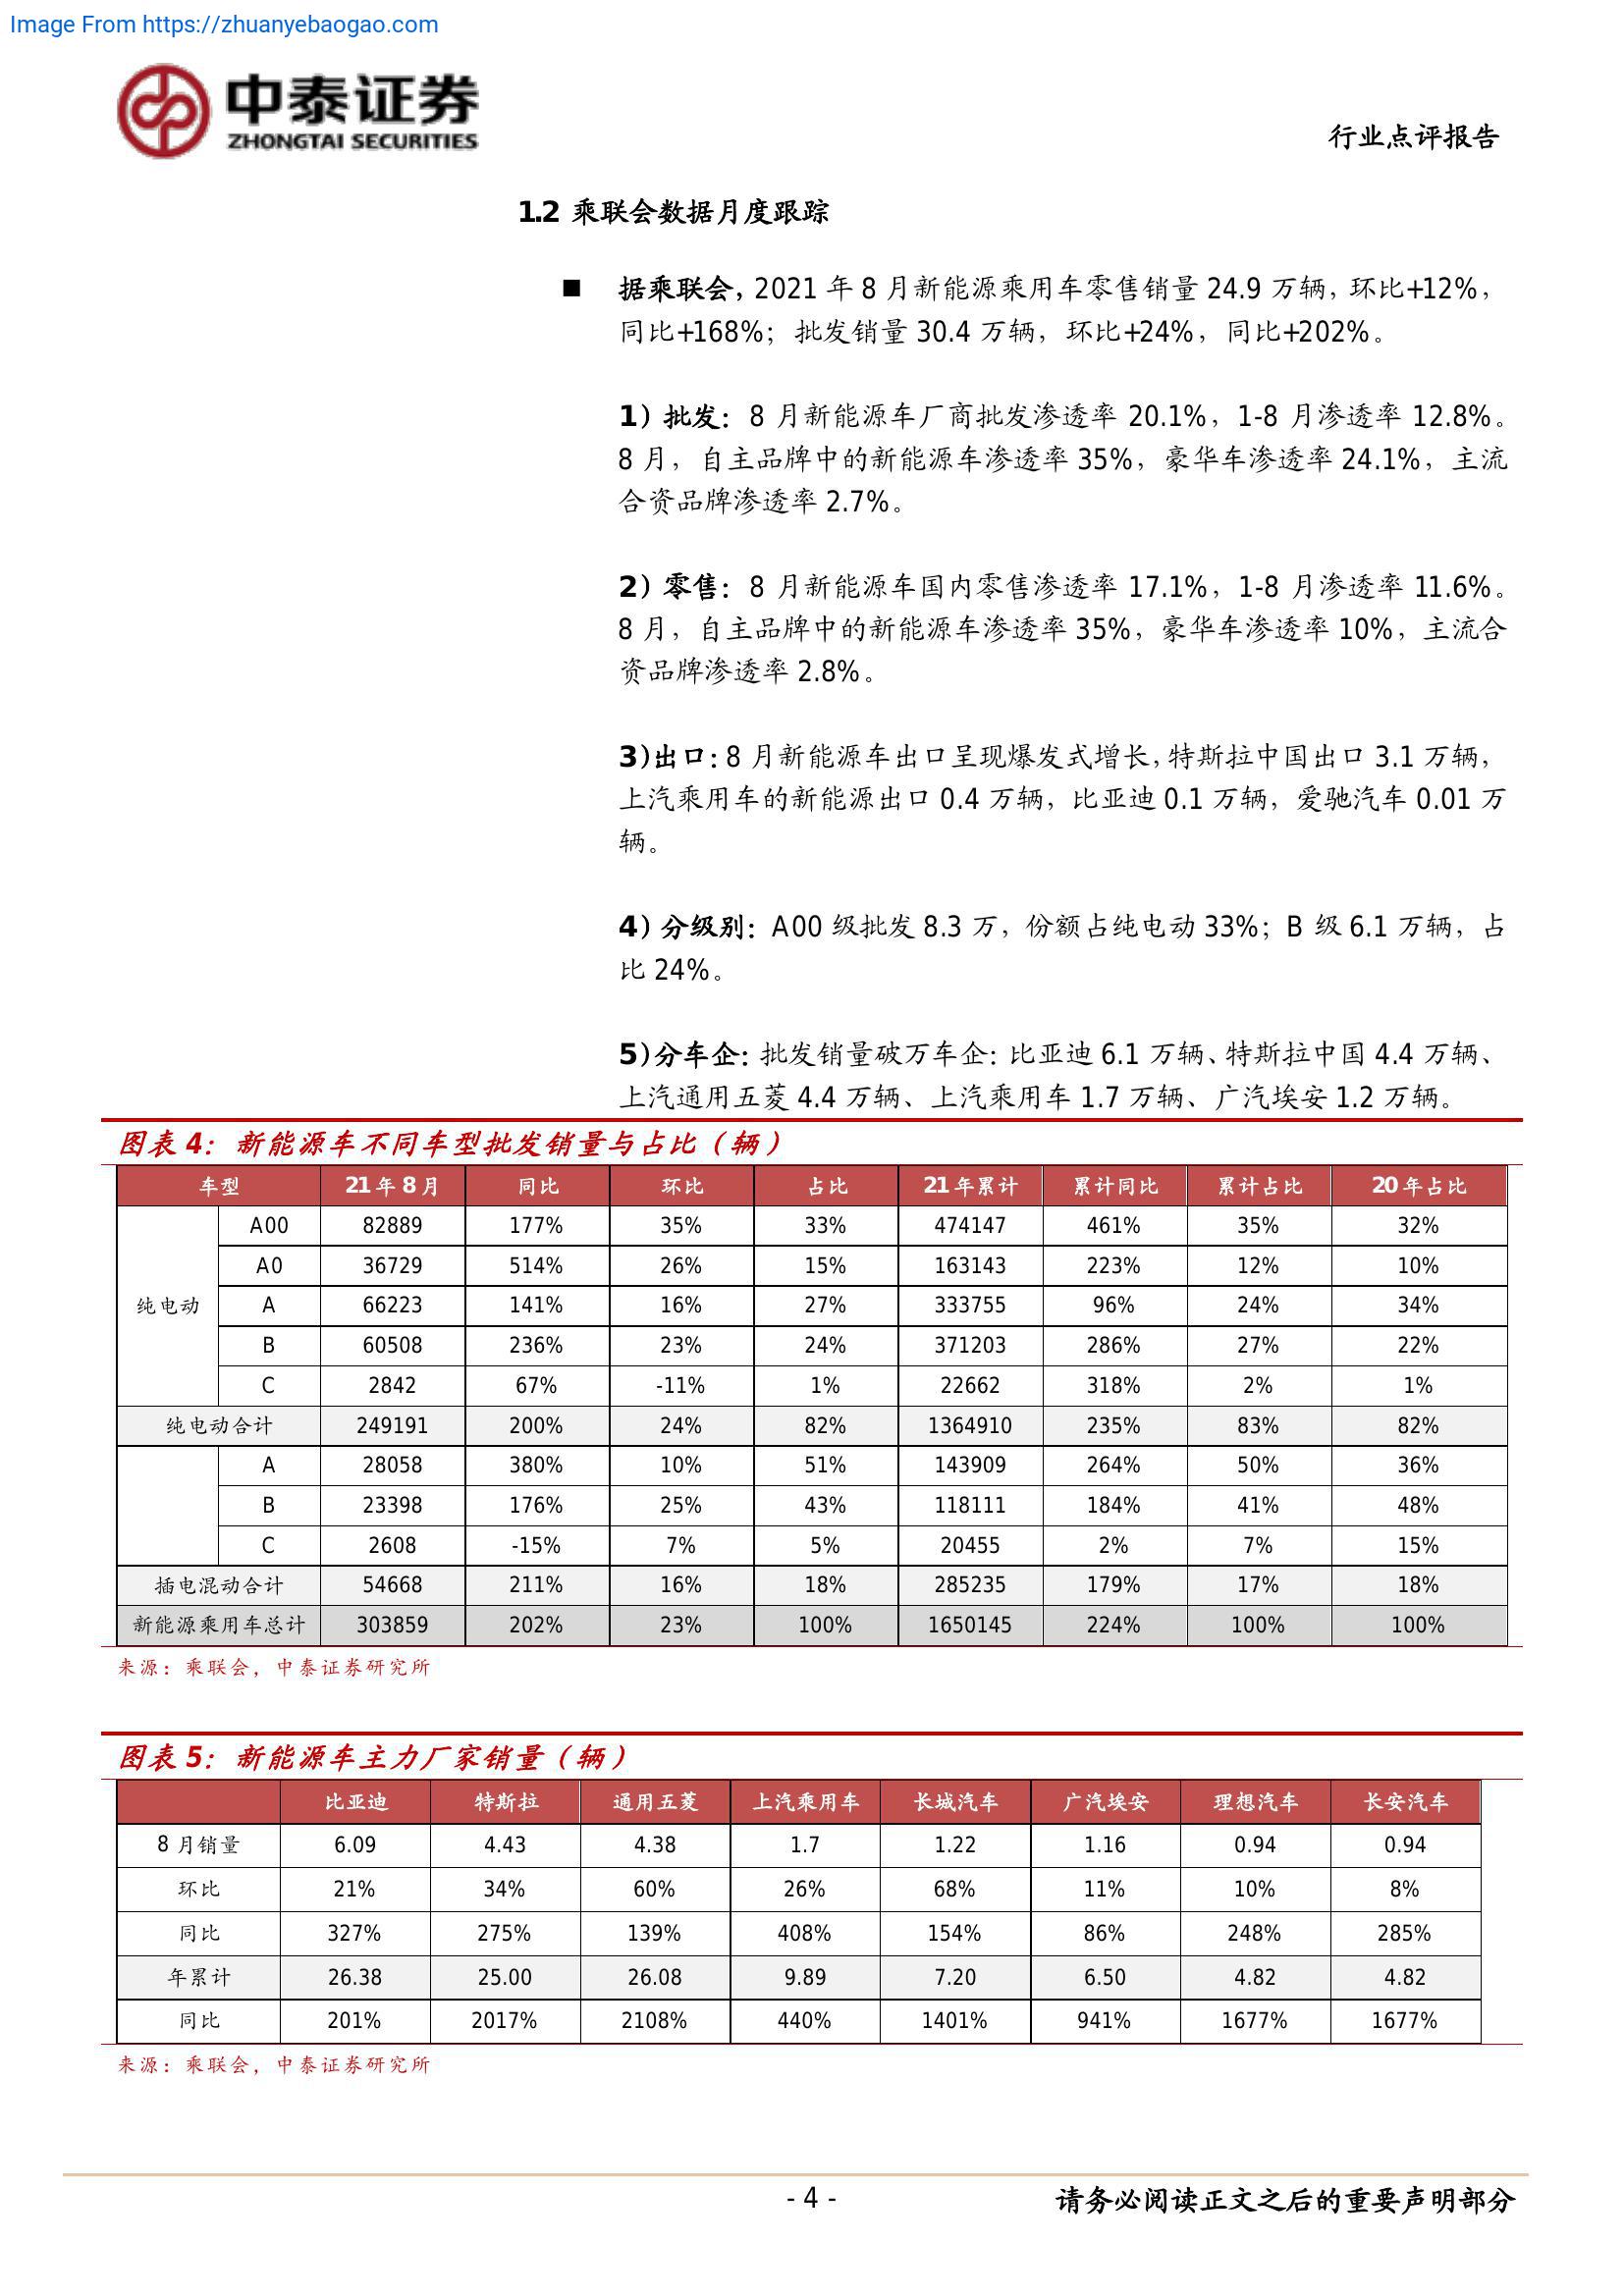 Image From https://zhuanyebaogao.com
中泰证券
ZHONGTAI SECURITIES
行业点评报告
1.2 乘联会数据月度跟踪
■ 据乘联会，2021 年 8 月新能源乘用车零售销量 24.9 万辆，环比+12%，
同比+168%；批发销量 30.4 万辆，环比+24%，同比+202%。
1）批发：8 月新能源车厂商批发渗透率 20.1%，1-8 月渗透率 12.8%。
8 月，自主品牌中的新能源车渗透率 35%，豪华车渗透率 24.1%，主流
合资品牌渗透率 2.7%。
2）零售：8 月新能源车国内零售渗透率 17.1%，1-8 月渗透率 11.6%。
8 月，自主品牌中的新能源车渗透率 35%，豪华车渗透率 10%，主流合
资品牌渗透率 2.8%。
3）出口：8 月新能源车出口呈现爆发式增长，特斯拉中国出口 3.1 万辆，
上汽乘用车的新能源出口 0.4 万辆，比亚迪 0.1 万辆，爱驰汽车 0.01 万
辆。
4）分级别：A00 级批发 8.3 万，份额占纯电动 33%；B 级 6.1 万辆，占
比 24%。
5）分车企：批发销量破万车企：比亚迪 6.1 万辆、特斯拉中国 4.4 万辆、
上汽通用五菱 4.4 万辆、上汽乘用车 1.7 万辆、广汽埃安 1.2 万辆。
图表 4：新能源车不同车型批发销量与占比（辆）
车型 21 年 8 月 同比 环比 占比 21 年累计 累计同比 累计占比 20 年占比
A00 82889 177% 35% 33% 474147 461% 35% 32%
A0 36729 514% 26% 15% 163143 223% 12% 10%
纯电动 A 66223 141% 16% 27% 333755 96% 24% 34%
B 60508 236% 23% 24% 371203 286% 27% 22%
C 2842 67% -11% 1% 22662 318% 2% 1%
纯电动合计 249191 200% 24% 82% 1364910 235% 83% 82%
A 28058 380% 10% 51% 143909 264% 50% 36%
B 23398 176% 25% 43% 118111 184% 41% 48%
C 2608 -15% 7% 5% 20455 2% 7% 15%
插电混动合计 54668 211% 16% 18% 285235 179% 17% 18%
新能源乘用车总计 303859 202% 23% 100% 1650145 224% 100% 100%
来源：乘联会，中泰证券研究所
图表 5：新能源车主力厂家销量（辆）
比亚迪 特斯拉 通用五菱 上汽乘用车 长城汽车 广汽埃安 理想汽车 长安汽车
8 月销量 6.09 4.43 4.38 1.7 1.22 1.16 0.94 0.94
环比 21% 34% 60% 26% 68% 11% 10% 8%
同比 327% 275% 139% 408% 154% 86% 248% 285%
年累计 26.38 25.00 26.08 9.89 7.20 6.50 4.82 4.82
同比 201% 2017% 2108% 440% 1401% 941% 1677% 1677%
来源：乘联会，中泰证券研究所
- 4 -
请务必阅读正文之后的重要声明部分